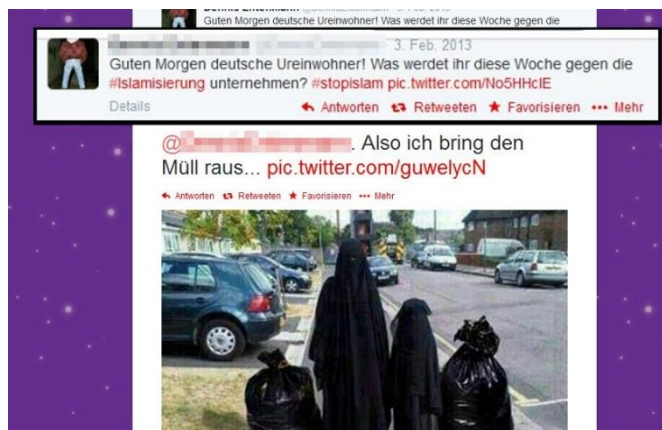 Guten Morgen deutsche Ureinwohner! Was werdet ihr diese Woche gegen die
3. Feb. 2013
Guten Morgen deutsche Ureinwohner! Was werdet ihr diese Woche gegen die
#Islamisierung unternehmen? #stopislam pic.twitter.com/No5HHcIE
Details Antworten Retweeten Favorisieren Mehr
@ . Also ich bring den
Müll raus... pic.twitter.com/guwelycN
Antworten Retweeten Favorisieren Mehr